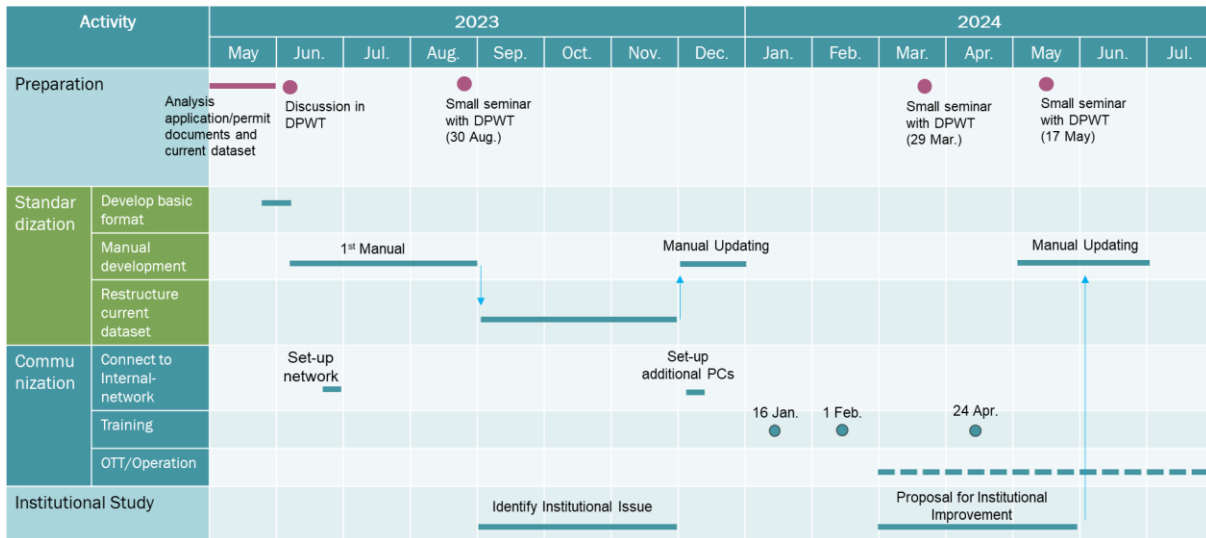 Activity
2023
2024
May
Jun.
Jul.
Aug.
Sep.
Oct.
Nov.
Dec.
Jan.
Feb.
Mar.
Apr.
May
Jun.
Jul.
Preparation
Analysis
application/permit
documents and
current dataset
Discussion in
DPWT
Small seminar
with DPWT
(30 Aug.)
Small seminar
with DPWT
(29 Mar.)
Small seminar
with DPWT
(17 May)
Standar
dization
Develop basic
format
Manual
development
1st Manual
Manual Updating
Manual Updating
Restructure
current
dataset
Commu
nization
Connect to
Internal-
network
Set-up
network
Set-up
additional PCs
Training
16 Jan.
1 Feb.
24 Apr.
OTT/Operation
Institutional Study
Identify Institutional Issue
Proposal for Institutional
Improvement